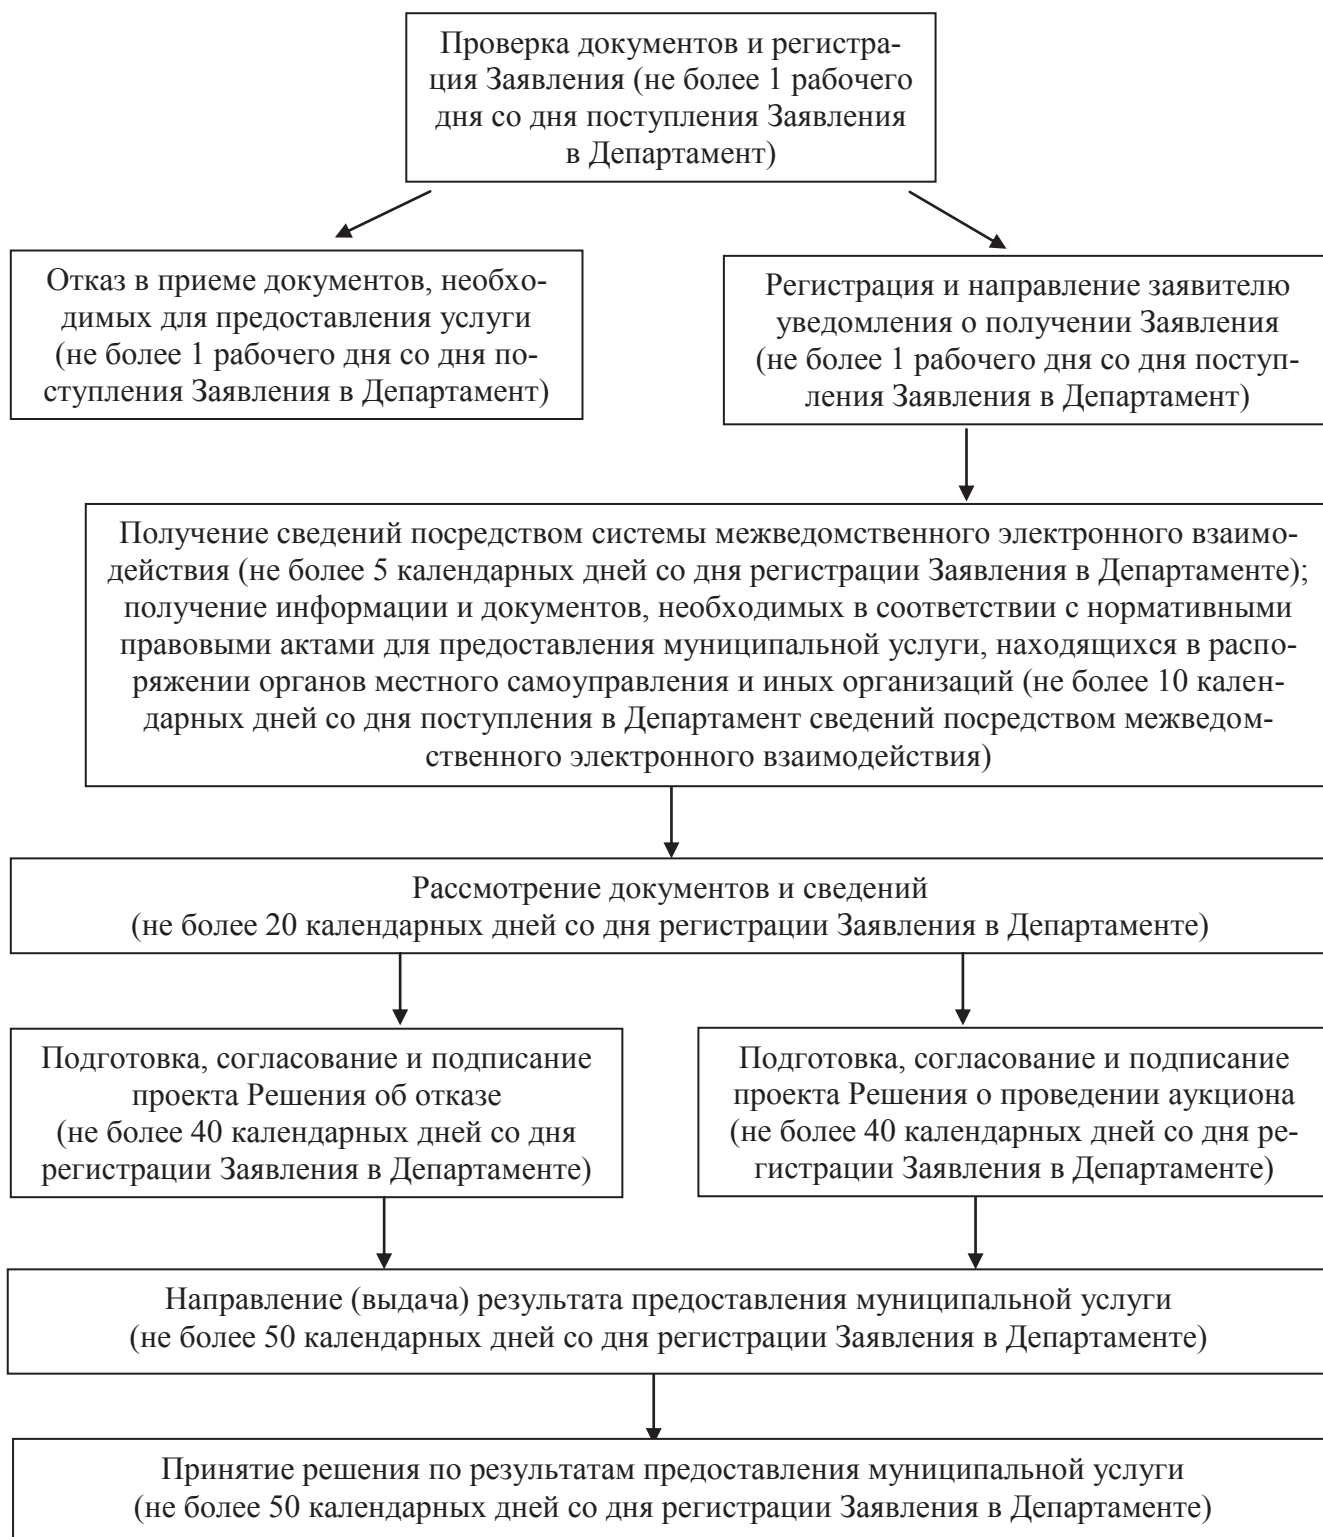 Проверка документов и регистра-
ция Заявления (не более 1 рабочего
дня со дня поступления Заявления
в Департамент)
Отказ в приеме документов, необхо-
димых для предоставления услуги
(не более 1 рабочего дня со дня по-
ступления Заявления в Департамент)
Регистрация и направление заявителю
уведомления о получении Заявления
(не более 1 рабочего дня со дня поступ-
ления Заявления в Департамент)
Получение сведений посредством системы межведомственного электронного взаимо-
действия (не более 5 календарных дней со дня регистрации Заявления в Департаменте);
получение информации и документов, необходимых в соответствии с нормативными
правовыми актами для предоставления муниципальной услуги, находящихся в распо-
ряжении органов местного самоуправления и иных организаций (не более 10 кален-
дарных дней со дня поступления в Департамент сведений посредством межведом-
ственного электронного взаимодействия)
Рассмотрение документов и сведений
(не более 20 календарных дней со дня регистрации Заявления в Департаменте)
Подготовка, согласование и подписание
проекта Решения об отказе
(не более 40 календарных дней со дня
регистрации Заявления в Департаменте)
Подготовка, согласование и подписание
проекта Решения о проведении аукциона
(не более 40 календарных дней со дня ре-
гистрации Заявления в Департаменте)
Направление (выдача) результата предоставления муниципальной услуги
(не более 50 календарных дней со дня регистрации Заявления в Департаменте)
Принятие решения по результатам предоставления муниципальной услуги
(не более 50 календарных дней со дня регистрации Заявления в Департаменте)